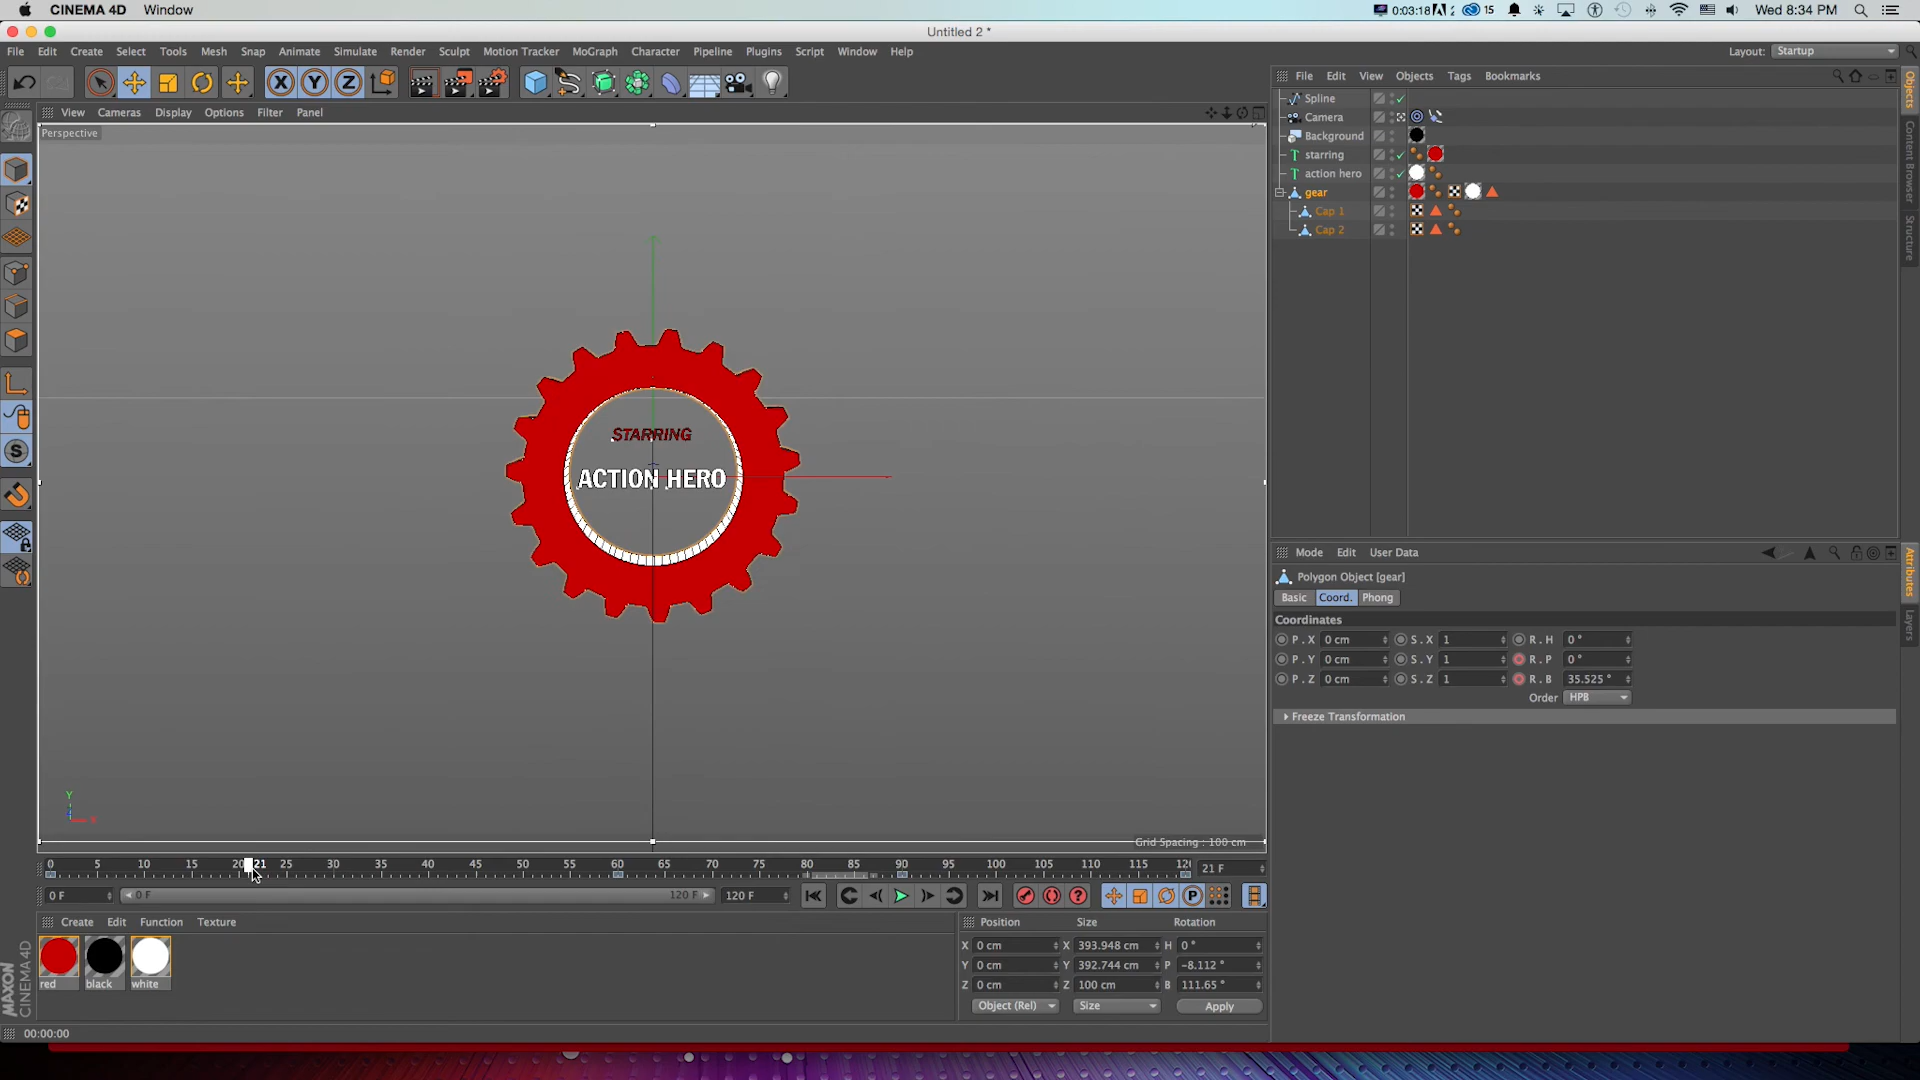 CINEMA 4D Window
0:03:18 2 15 Wed 8:34 PM
Untitled 2 *
File Edit Create Select Tools Mesh Snap Animate Simulate Render Sculpt Motion Tracker MoGraph Character Pipeline Plugins Script Window Help
Layout: Startup
X Y Z
View Cameras Display Options Filter Panel
Perspective
STARRING
ACTION HERO
Y
X
Grid Spacing : 100 cm
File Edit View Objects Tags Bookmarks
Spline
Camera
Background
starring
action hero
gear
Cap 1
Cap 2
Objects
Content Browser
Structure
Mode Edit User Data
Polygon Object [gear]
Basic Coord. Phong
Coordinates
P . X 0 cm S . X 1 R . H 0 °
P . Y 0 cm S . Y 1 R . P 0 °
P . Z 0 cm S . Z 1 R . B 35.525 °
Order HPB
Freeze Transformation
Attributes
Layers
0 5 10 15 20 21 25 30 35 40 45 50 55 60 65 70 75 80 85 90 95 100 105 110 115 120 21 F
0 F 0 F 120 F 120 F
Create Edit Function Texture
red black white
Position Size Rotation
X 0 cm X 393.948 cm H 0 °
Y 0 cm Y 392.744 cm P -8.112 °
Z 0 cm Z 100 cm B 111.65 °
Object (Rel) Size Apply
MAXON
CINEMA 4D
00:00:00